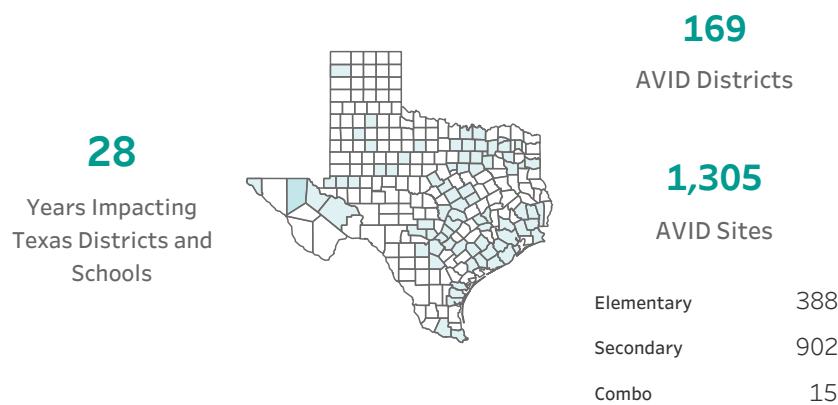 28
Years Impacting
Texas Districts and
Schools
169
AVID Districts
1,305
AVID Sites
Elementary 388
Secondary 902
Combo 15